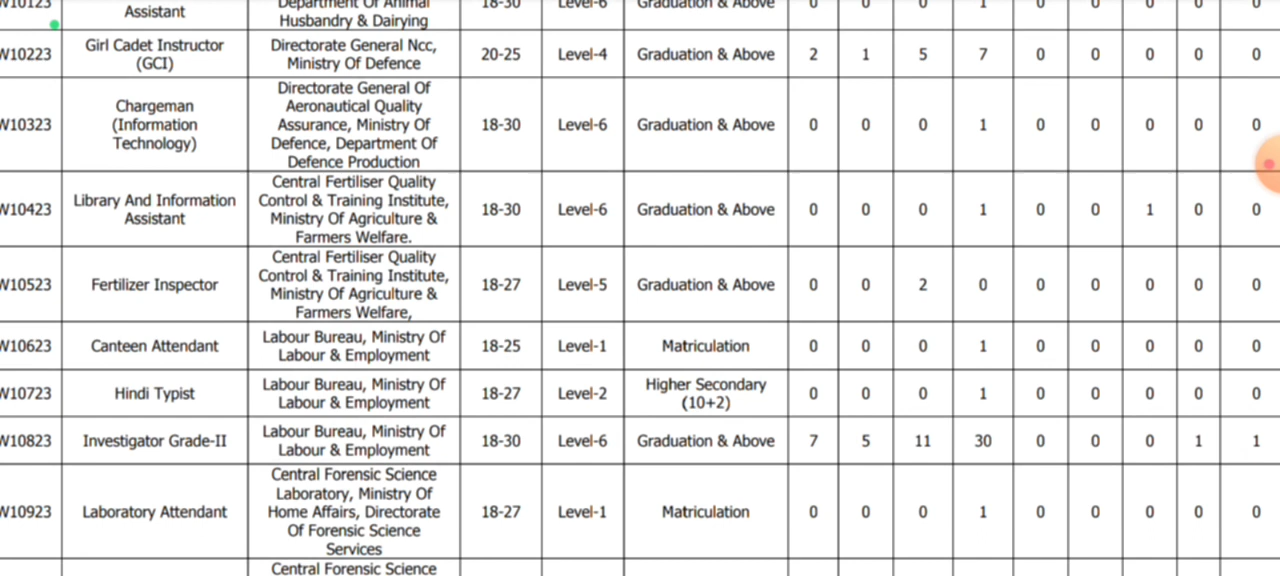 W10123 Assistant Department Of Animal Husbandry & Dairying 18-30 Level-6 Graduation & Above 0 0 0 1 0 0 0 0 0
W10223 Girl Cadet Instructor (GCI) Directorate General Ncc, Ministry Of Defence 20-25 Level-4 Graduation & Above 2 1 5 7 0 0 0 0 0
W10323 Chargeman (Information Technology) Directorate General Of Aeronautical Quality Assurance, Ministry Of Defence, Department Of Defence Production 18-30 Level-6 Graduation & Above 0 0 0 1 0 0 0 0 0
W10423 Library And Information Assistant Central Fertiliser Quality Control & Training Institute, Ministry Of Agriculture & Farmers Welfare. 18-30 Level-6 Graduation & Above 0 0 0 1 0 0 1 0 0
W10523 Fertilizer Inspector Central Fertiliser Quality Control & Training Institute, Ministry Of Agriculture & Farmers Welfare, 18-27 Level-5 Graduation & Above 0 0 2 0 0 0 0 0 0
W10623 Canteen Attendant Labour Bureau, Ministry Of Labour & Employment 18-25 Level-1 Matriculation 0 0 0 1 0 0 0 0 0
W10723 Hindi Typist Labour Bureau, Ministry Of Labour & Employment 18-27 Level-2 Higher Secondary (10+2) 0 0 0 1 0 0 0 0 0
W10823 Investigator Grade-II Labour Bureau, Ministry Of Labour & Employment 18-30 Level-6 Graduation & Above 7 5 11 30 0 0 0 1 1
W10923 Laboratory Attendant Central Forensic Science Laboratory, Ministry Of Home Affairs, Directorate Of Forensic Science Services 18-27 Level-1 Matriculation 0 0 0 1 0 0 0 0 0
Central Forensic Science